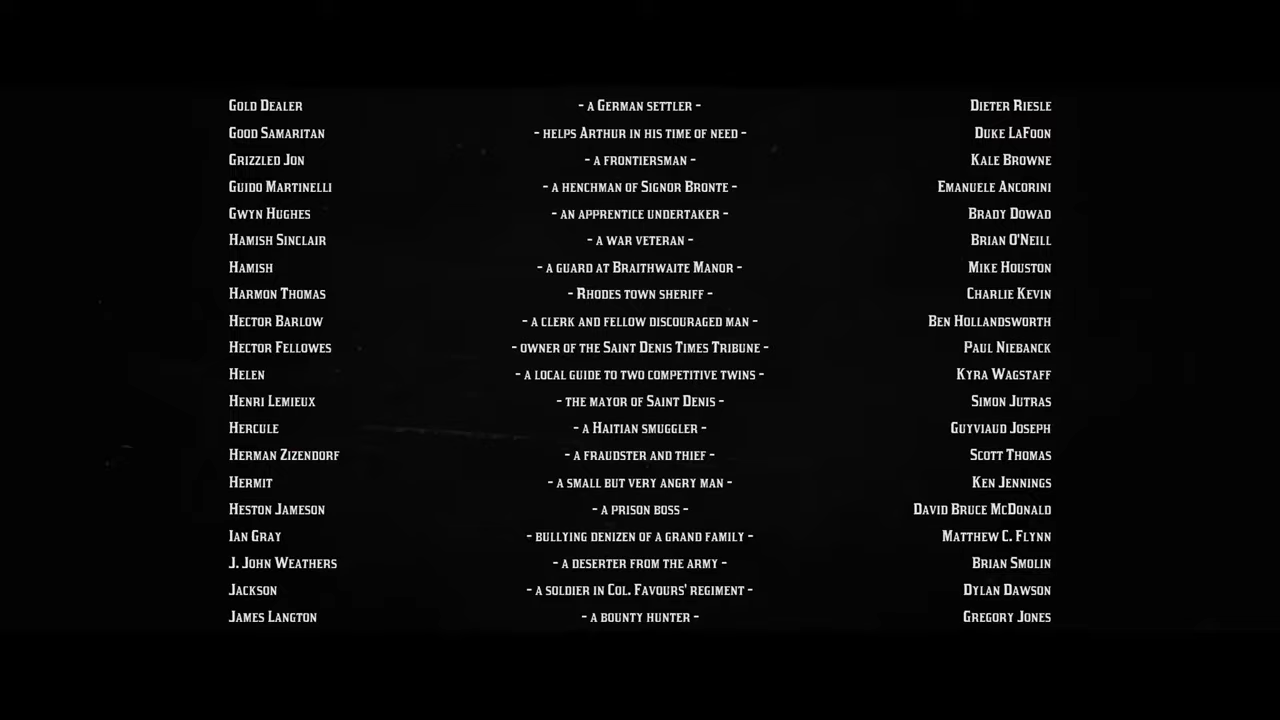 Gold Dealer - a German settler - Dieter Riesle
Good Samaritan - helps Arthur in his time of need - Duke LaFoon
Grizzled Jon - a frontiersman - Kale Browne
Guido Martinelli - a henchman of Signor Bronte - Emanuele Ancorini
Gwyn Hughes - an apprentice undertaker - Brady Dowad
Hamish Sinclair - a war veteran - Brian O'Neill
Hamish - a guard at Braithwaite Manor - Mike Houston
Harmon Thomas - Rhodes town sheriff - Charlie Kevin
Hector Barlow - a clerk and fellow discouraged man - Ben Hollandsworth
Hector Fellowes - owner of the Saint Denis Times Tribune - Paul Niebanck
Helen - a local guide to two competitive twins - Kyra Wagstaff
Henri Lemieux - the mayor of Saint Denis - Simon Jutras
Hercule - a Haitian smuggler - Guyviaud Joseph
Herman Zizendorf - a fraudster and thief - Scott Thomas
Hermit - a small but very angry man - Ken Jennings
Heston Jameson - a prison boss - David Bruce McDonald
Ian Gray - bullying denizen of a grand family - Matthew C. Flynn
J. John Weathers - a deserter from the army - Brian Smolin
Jackson - a soldier in Col. Favours' regiment - Dylan Dawson
James Langton - a bounty hunter - Gregory Jones